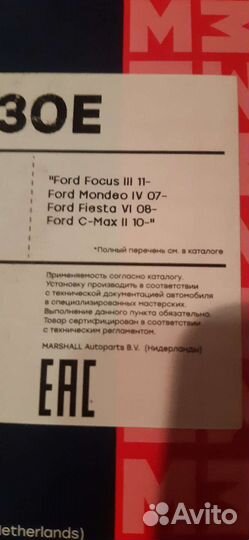 МЗ
30E
"Ford Focus III 11-
Ford Mondeo IV 07-
Ford Fiesta VI 08-
Ford C-Max II 10-"
*Полный перечень см. в каталоге
Применяемость согласно каталогу.
Установку производить в соответствии
с технической документацией автомобиля
в специализированных мастерских.
Выполнение данного пункта обязательно.
Товар сертифицирован в соответствии
с техническим регламентом.
MARSHALL Autoparts B.V. (Нидерланды)
EAC
Netherlands)
Avito